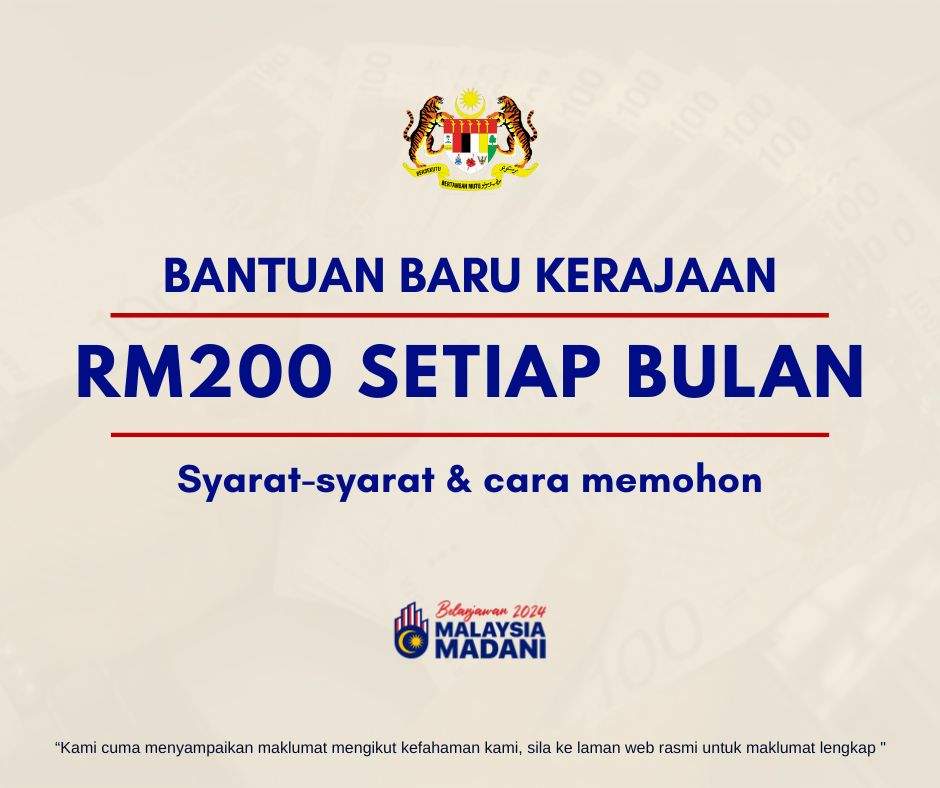 BERSEKUTU
BERTAMBAH MUTU
BANTUAN BARU KERAJAAN
RM200 SETIAP BULAN
Syarat-syarat & cara memohon
Belanjawan 2024
MALAYSIA
MADANI
“Kami cuma menyampaikan maklumat mengikut kefahaman kami, sila ke laman web rasmi untuk maklumat lengkap "